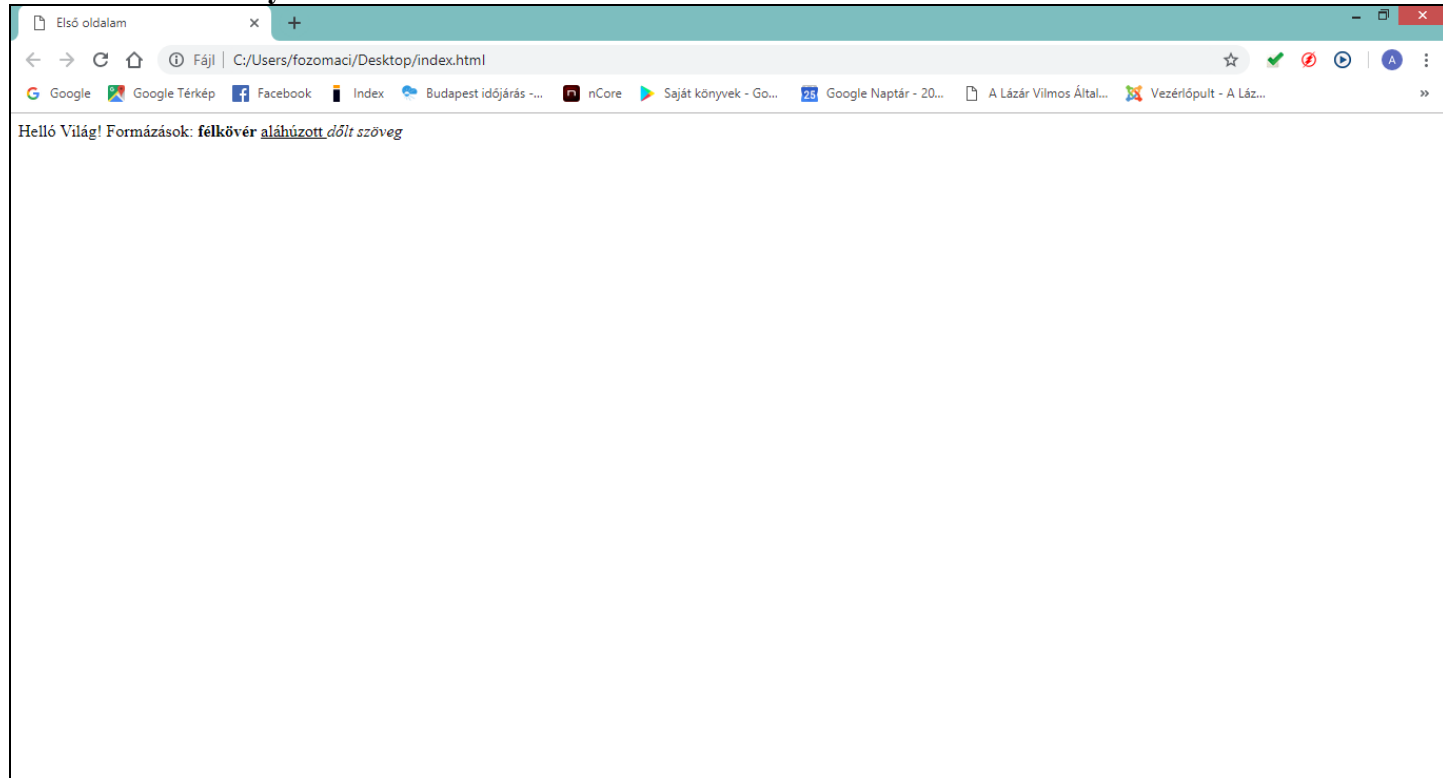 Első oldalam
Fájl | C:/Users/fozomaci/Desktop/index.html
A
Google Google Térkép Facebook Index Budapest időjárás -... nCore Saját könyvek - Go... 25 Google Naptár - 20... A Lázár Vilmos Által... Vezérlőpult - A Láz... »
Helló Világ! Formázások: félkövér aláhúzott dőlt szöveg